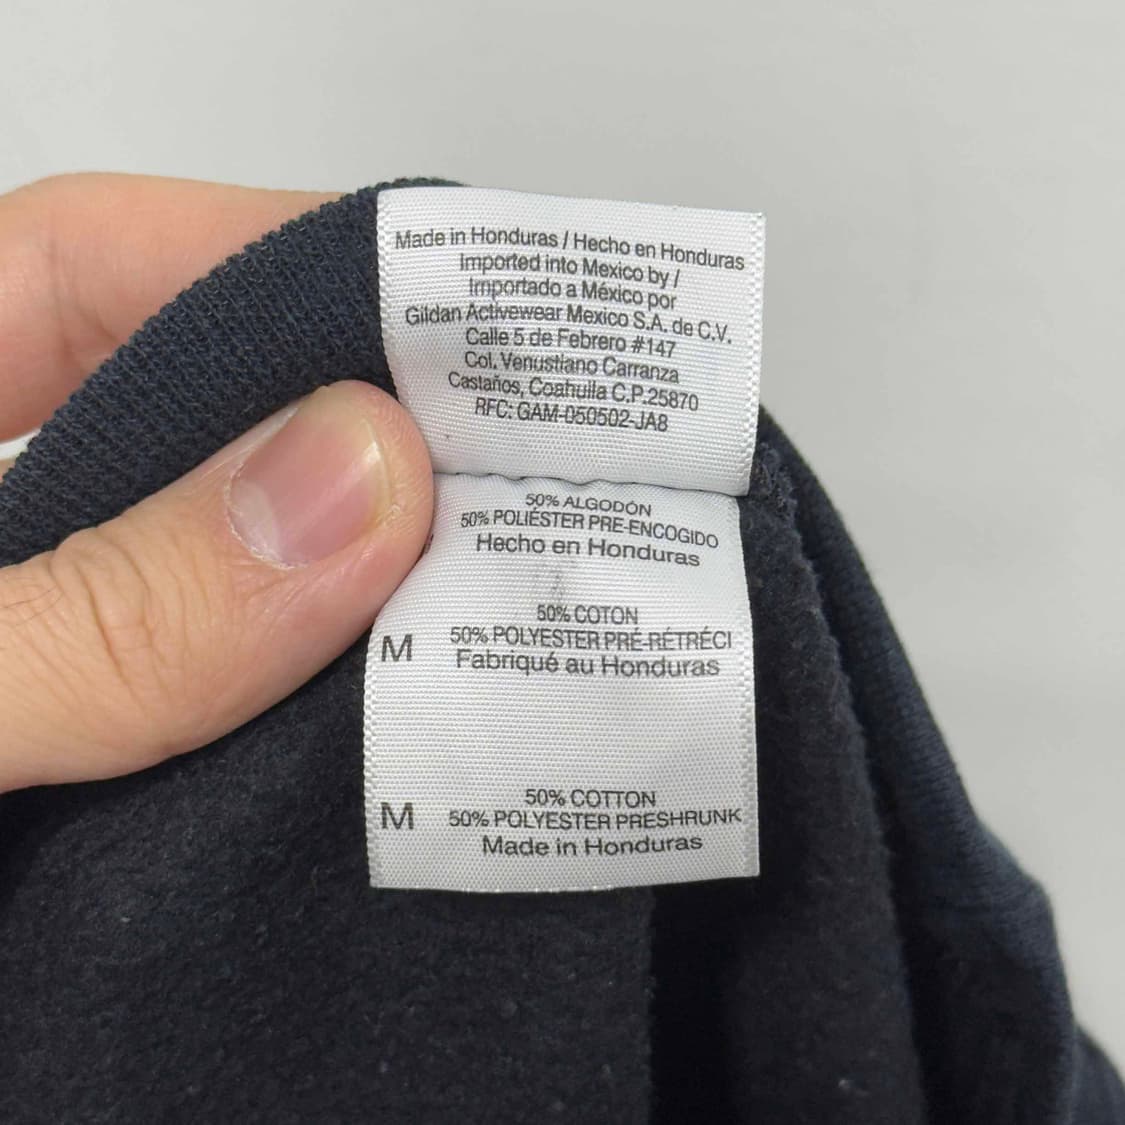 Made in Honduras / Hecho en Honduras
Imported into Mexico by /
Importado a México por
Gildan Activewear Mexico S.A. de C.V.
Calle 5 de Febrero #147
Col. Venustiano Carranza
Castaños, Coahuila C.P.25870
RFC: GAM-050502-JA8
50% ALGODÓN
50% POLIÉSTER PRE-ENCOGIDO
Hecho en Honduras
50% COTON
M 50% POLYESTER PRÉ-RÉTRÉCI
Fabriqué au Honduras
50% COTTON
M 50% POLYESTER PRESHRUNK
Made in Honduras